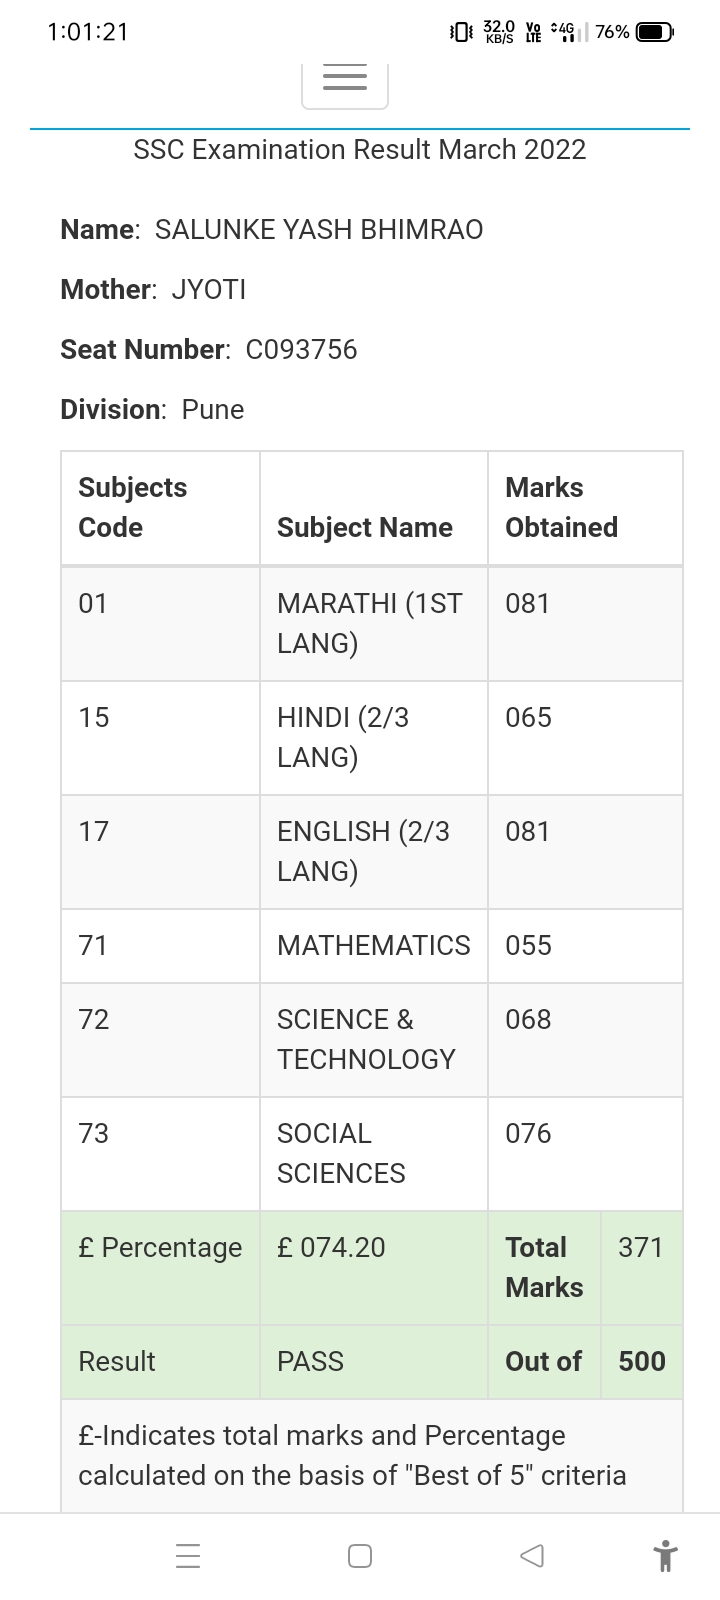 1:01:21 32.0 KB/S Vo LTE 4G 76%
SSC Examination Result March 2022
Name: SALUNKE YASH BHIMRAO
Mother: JYOTI
Seat Number: C093756
Division: Pune
Subjects Code Subject Name Marks Obtained
01 MARATHI (1ST LANG) 081
15 HINDI (2/3 LANG) 065
17 ENGLISH (2/3 LANG) 081
71 MATHEMATICS 055
72 SCIENCE & TECHNOLOGY 068
73 SOCIAL SCIENCES 076
£ Percentage £ 074.20 Total Marks 371
Result PASS Out of 500
£-Indicates total marks and Percentage
calculated on the basis of "Best of 5" criteria